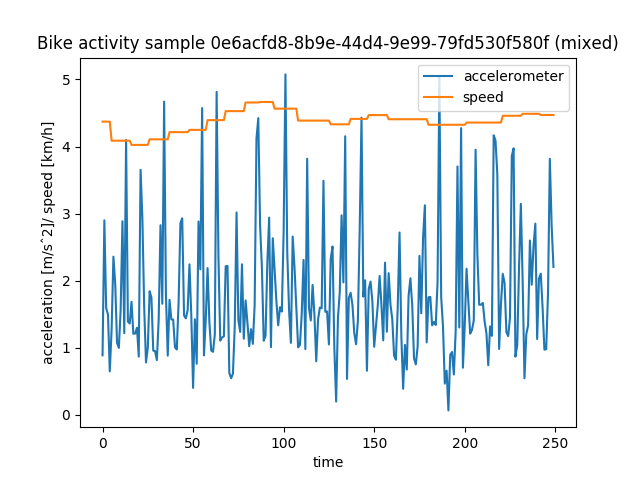 Bike activity sample 0e6acfd8-8b9e-44d4-9e99-79fd530f580f (mixed)
accelerometer
speed
acceleration [m/s^2]/ speed [km/h]
5
4
3
2
1
0
0 50 100 150 200 250
time